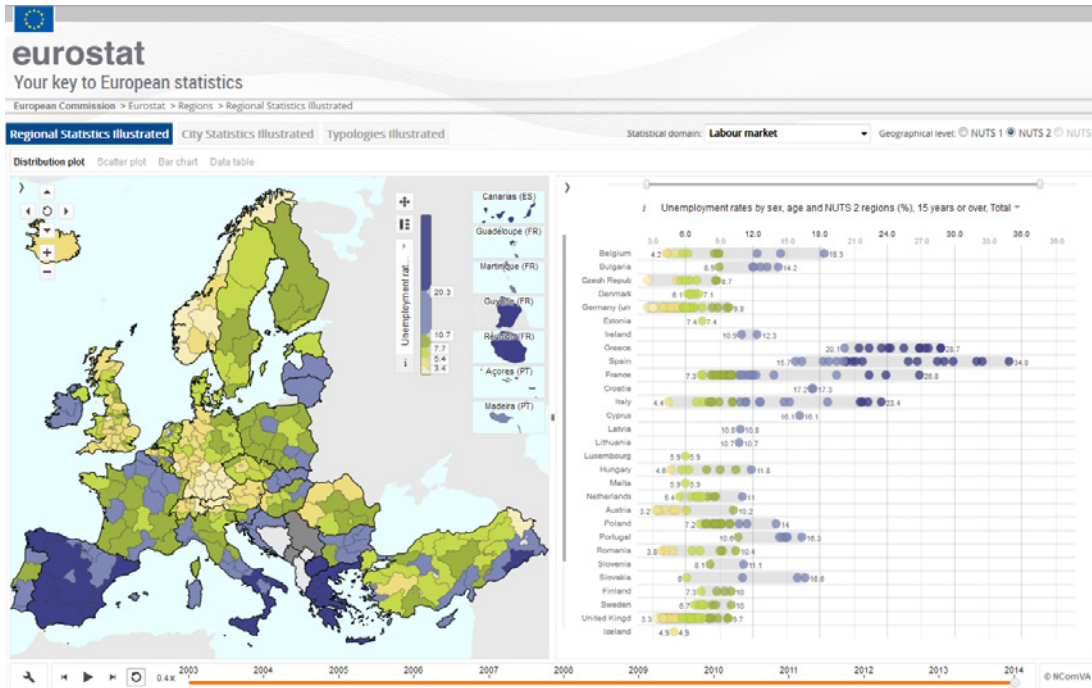 eurostat
Your key to European statistics
European Commission > Eurostat > Regions > Regional Statistics Illustrated
Regional Statistics Illustrated City Statistics Illustrated Typologies Illustrated
Statistical domain: Labour market Geographical level: NUTS 1 NUTS 2 NUTS
Distribution plot Scatter plot Bar chart Data table
Canarias (ES)
Guadeloupe (FR)
Martinique (FR)
Guyane (FR)
Réunion (FR)
Açores (PT)
Madeira (PT)
Unemployment rat...
20.3
10.7
7.7
5.4
3.4
i
i Unemployment rates by sex, age and NUTS 2 regions (%), 15 years or over, Total
3.0 6.0 9.0 12.0 15.0 18.0 21.0 24.0 27.0 30.0 33.0 36.0 39.0
Belgium 4.2 18.3
Bulgaria 8.9 14.2
Czech Repub 8.7
Denmark 6.1 7.1
Germany (un 9.8
Estonia 7.4 7.4
Ireland 10.9 12.3
Greece 20.1 28.7
Spain 15.7 34.8
France 7.3 26.8
Croatia 17.2 17.3
Italy 4.4 23.4
Cyprus 16.1 16.1
Latvia 10.8 10.8
Lithuania 10.7 10.7
Luxembourg 5.9 5.9
Hungary 4.6 11.8
Malta 5.9 5.9
Netherlands 5.4 11
Austria 3.2 10.2
Poland 7.2 14
Portugal 10.6 16.3
Romania 3.8 10.4
Slovenia 8.1 11.1
Slovakia 6 16.6
Finland 7.3 10
Sweden 6.7 10
United Kingd 3.3 9.7
Iceland 4.9 4.9
0.4x 2003 2004 2005 2006 2007 2008 2009 2010 2011 2012 2013 2014
© NComVA